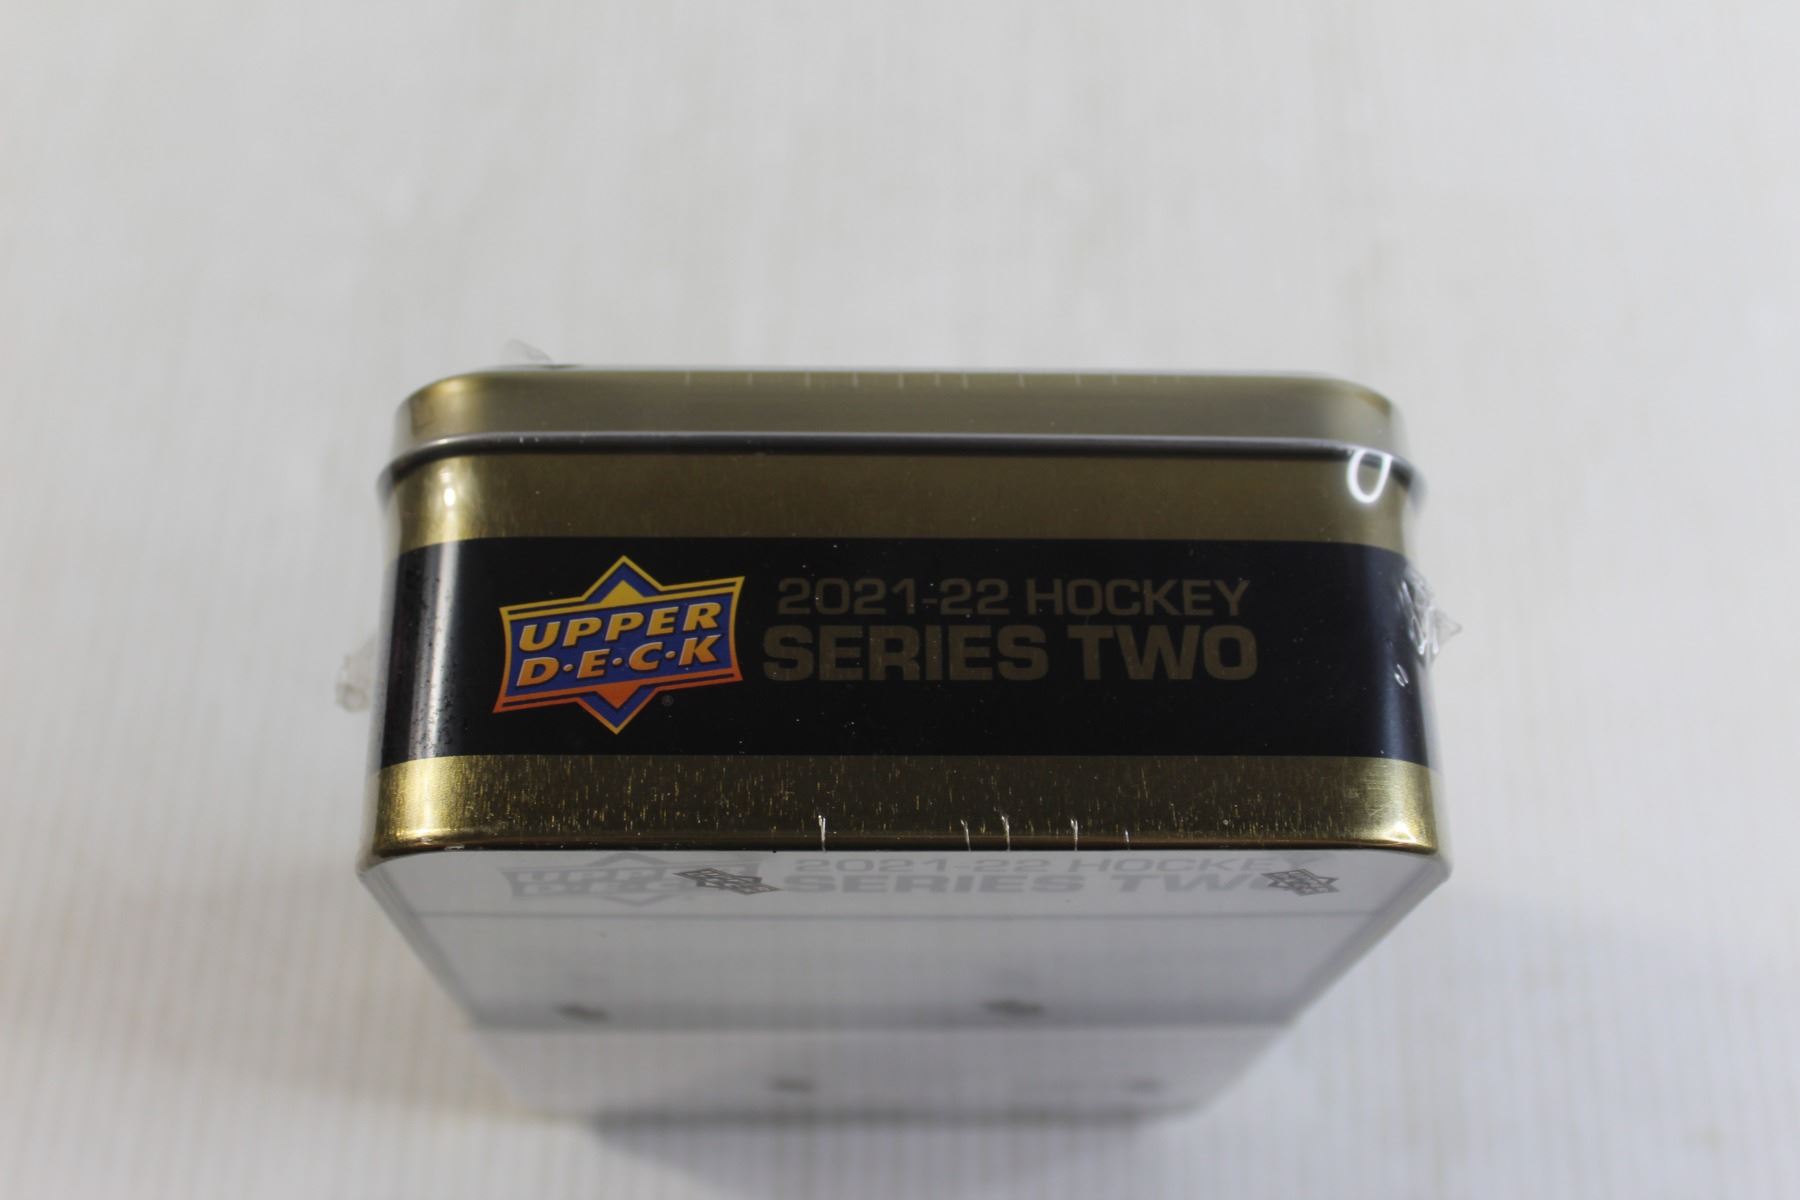 UPPER
D·E·C·K
®
2021-22 HOCKEY
SERIES TWO
2021-22 HOCKEY
SERIES TWO